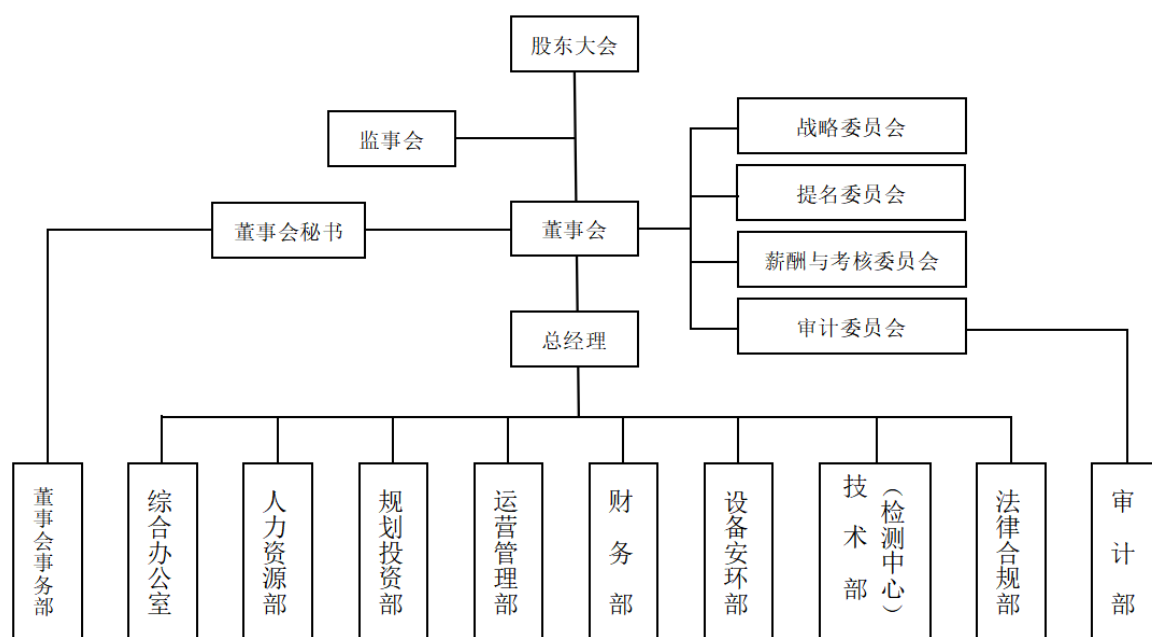 股东大会
监事会
战略委员会
提名委员会
董事会秘书
董事会
薪酬与考核委员会
总经理
审计委员会
董事会事务部
综合办公室
人力资源部
规划投资部
运营管理部
财务部
设备安环部
技术部
（检测中心）
法律合规部
审计部